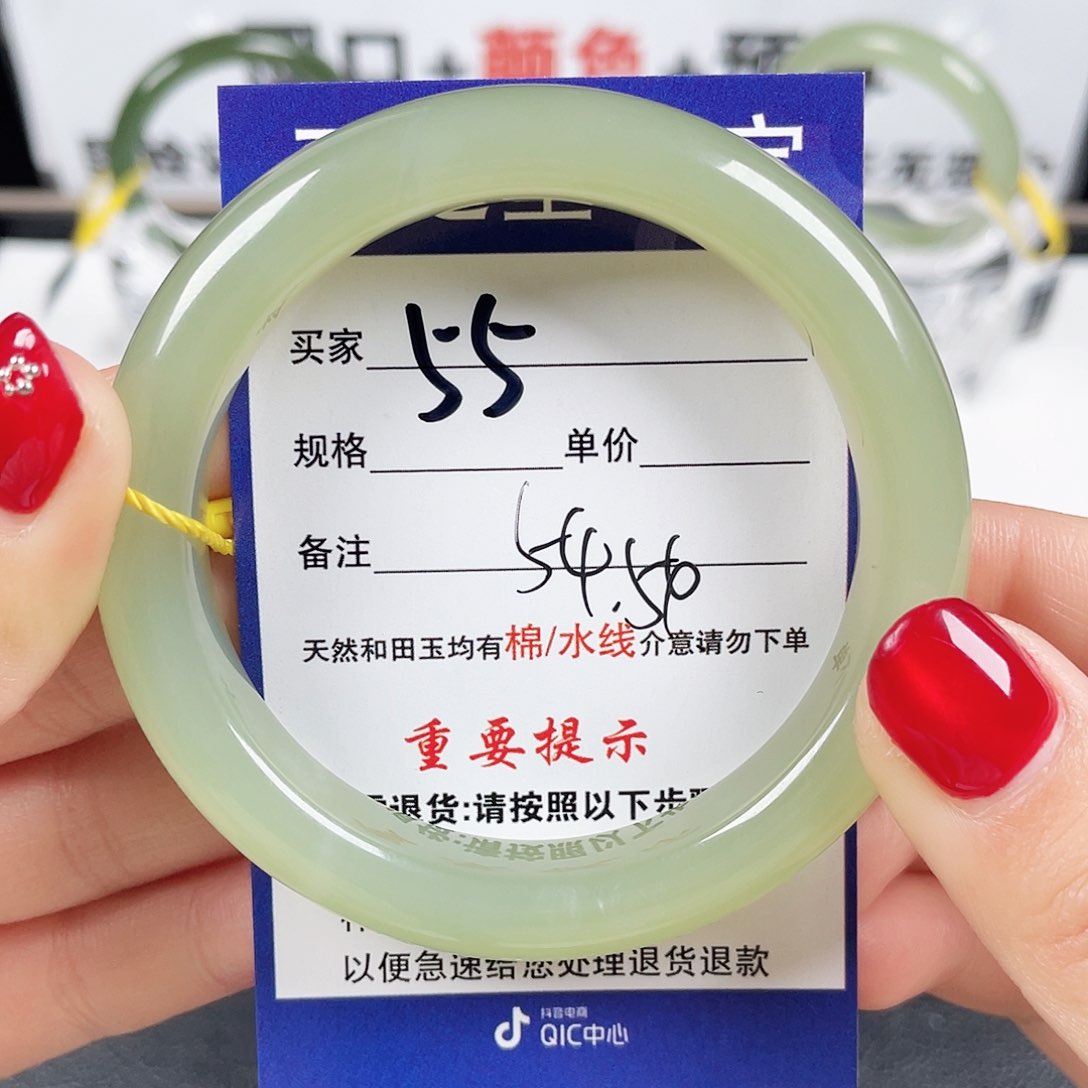 颜色
买家 55
规格 单价
备注 54.50
天然和田玉均有棉/水线介意请勿下单
重要提示
退货:请按照以下步
以便急速给您处理退货退款
抖音电商
QIC中心